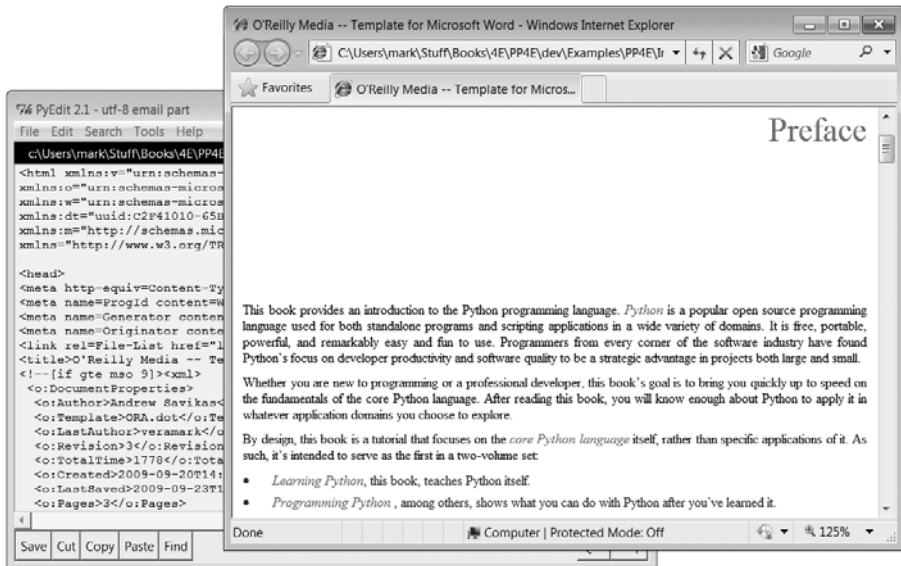 O'Reilly Media -- Template for Microsoft Word - Windows Internet Explorer
C:\Users\mark\Stuff\Books\4E\PP4E\dev\Examples\PP4E\Ir
Google
Favorites
O'Reilly Media -- Template for Micros...
Preface
This book provides an introduction to the Python programming language. Python is a popular open source programming
language used for both standalone programs and scripting applications in a wide variety of domains. It is free, portable,
powerful, and remarkably easy and fun to use. Programmers from every corner of the software industry have found
Python's focus on developer productivity and software quality to be a strategic advantage in projects both large and small.
Whether you are new to programming or a professional developer, this book's goal is to bring you quickly up to speed on
the fundamentals of the core Python language. After reading this book, you will know enough about Python to apply it in
whatever application domains you choose to explore.
By design, this book is a tutorial that focuses on the core Python language itself, rather than specific applications of it. As
such, it's intended to serve as the first in a two-volume set:
• Learning Python, this book, teaches Python itself.
• Programming Python , among others, shows what you can do with Python after you've learned it.
Done
Computer | Protected Mode: Off
125%
PyEdit 2.1 - utf-8 email part
File Edit Search Tools Help
c:\Users\mark\Stuff\Books\4E\PP4E
<html xmlns:v="urn:schemas-
xmlns:o="urn:schemas-micros
xmlns:w="urn:schemas-micros
xmlns:dt="uuid:C2F41010-65B
xmlns:m="http://schemas.mic
xmlns="http://www.w3.org/TR
<head>
<meta http-equiv=Content-Ty
<meta name=ProgId content=W
<meta name=Generator conten
<meta name=Originator conte
<link rel=File-List href="l
<title>O'Reilly Media -- Te
<!--[if gte mso 9]><xml>
<o:DocumentProperties>
<o:Author>Andrew Savikas<
<o:Template>ORA.dot</o:Te
<o:LastAuthor>veramark</o
<o:Revision>3</o:Revision
<o:TotalTime>1778</o:Tota
<o:Created>2009-09-20T14:
<o:LastSaved>2009-09-23T1
<o:Pages>3</o:Pages>
Save Cut Copy Paste Find